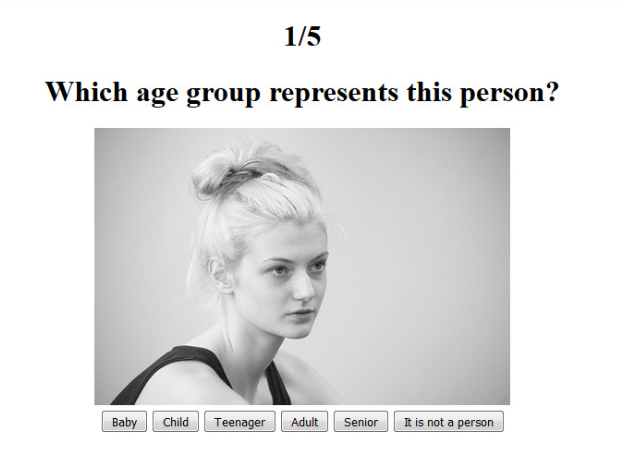 1/5
Which age group represents this person?
Baby Child Teenager Adult Senior It is not a person